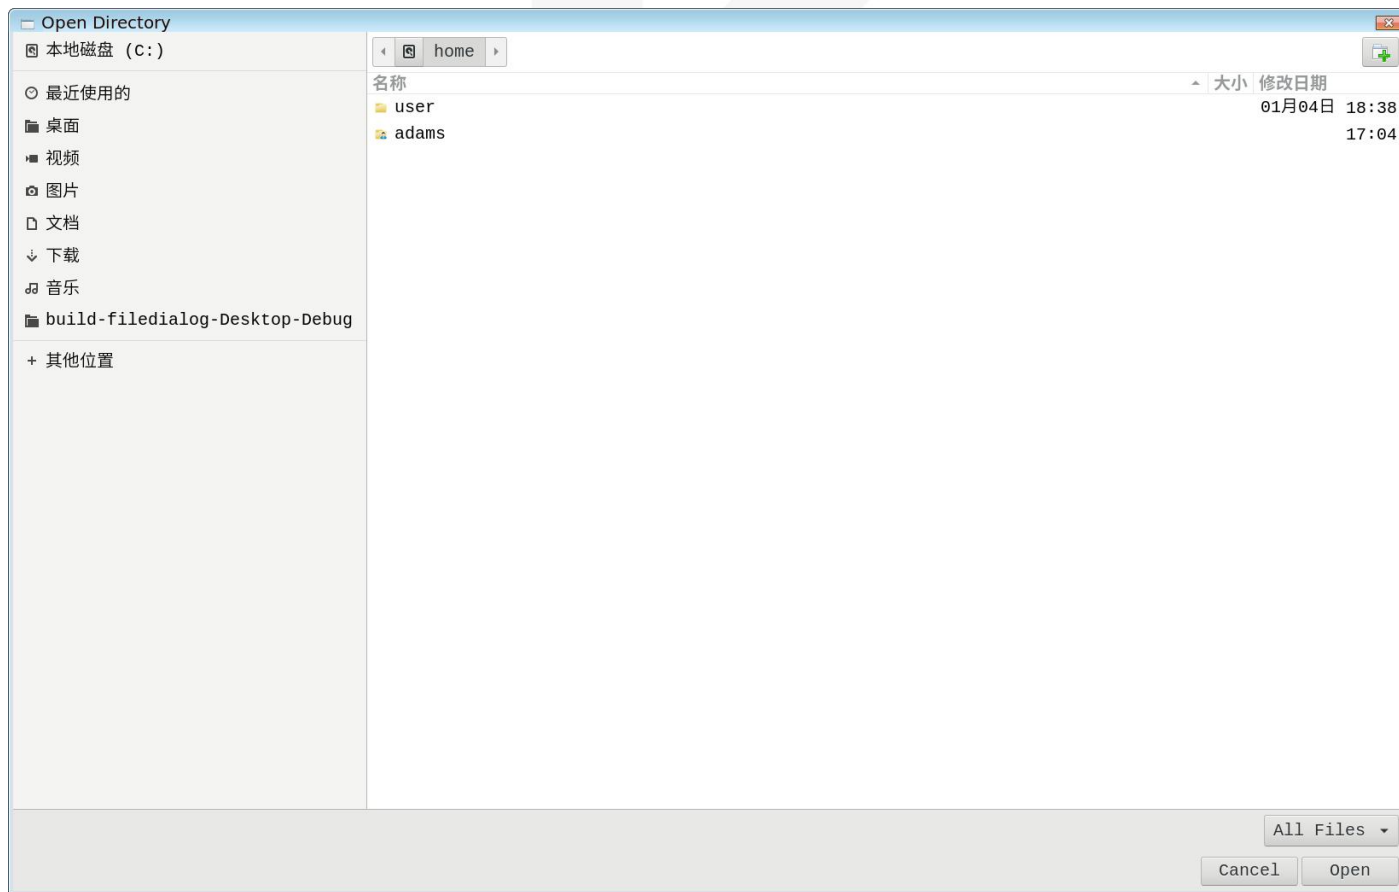 Open Directory
本地磁盘 (C:)
最近使用的
桌面
视频
图片
文档
下载
音乐
build-filedialog-Desktop-Debug
其他位置
home
名称 大小 修改日期
user 01月04日 18:38
adams 17:04
All Files
Cancel Open